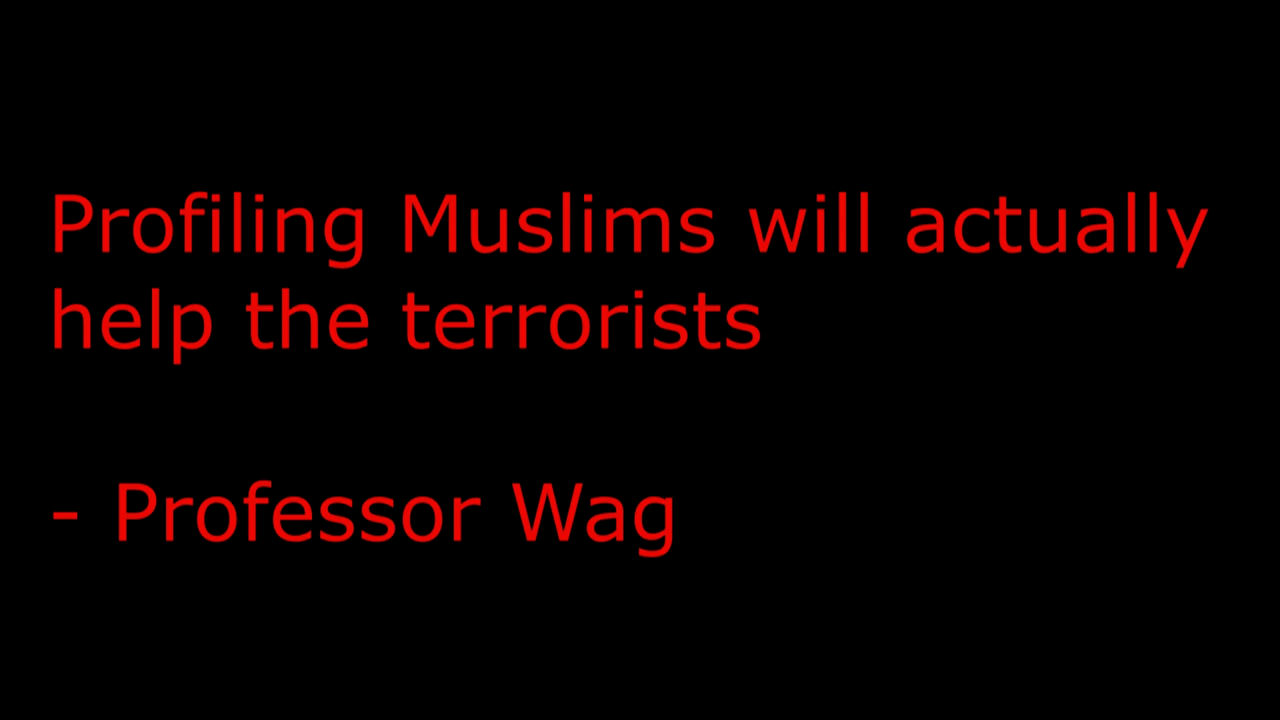 Profiling Muslims will actually
help the terrorists
- Professor Wag